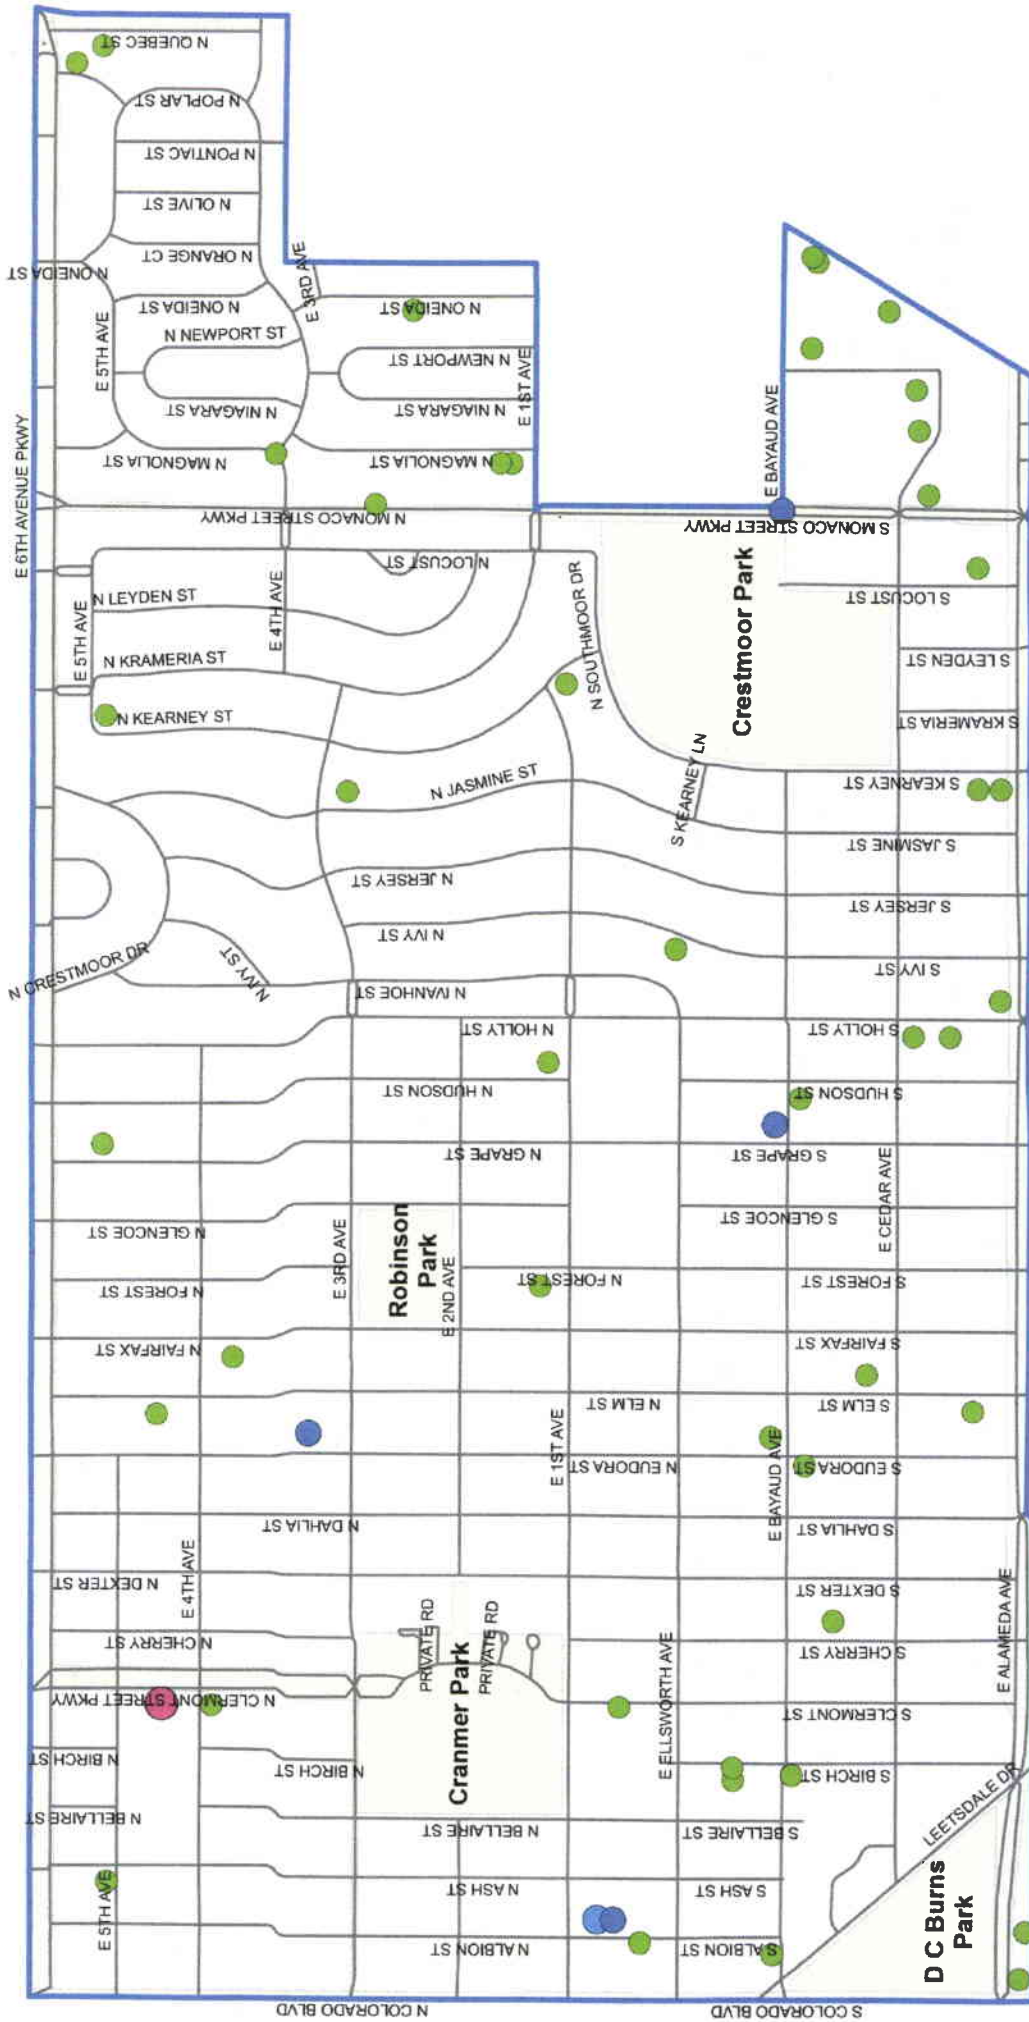 E 6TH AVENUE PKWY
N QUEBEC ST
N POPLAR ST
N PONTIAC ST
N OLIVE ST
N ORANGE CT
N ONEIDA ST
N ONEIDA ST
N ONEIDA ST
E 3RD AVE
E 5TH AVE
N NEWPORT ST
N NEWPORT ST
N NIAGARA ST
N NIAGARA ST
E 1ST AVE
N MAGNOLIA ST
N MAGNOLIA ST
E BAYAUD AVE
N MONACO STREET PKWY
S MONACO STREET PKWY
N LOCUST ST
S LOCUST ST
N LEYDEN ST
S LEYDEN ST
E 5TH AVE
E 4TH AVE
N SOUTHMOOR DR
Crestmoor Park
N KRAMERIA ST
S KRAMERIA ST
N KEARNEY ST
S KEARNEY ST
S KEARNEY LN
N JASMINE ST
S JASMINE ST
N JERSEY ST
S JERSEY ST
N CRESTMOOR DR
N IVY ST
N IVY ST
S IVY ST
N IVANHOE ST
N HOLLY ST
S HOLLY ST
N HUDSON ST
S HUDSON ST
N GRAPE ST
S GRAPE ST
E CEDAR AVE
N GLENCOE ST
S GLENCOE ST
E 3RD AVE
Robinson
Park
E 2ND AVE
N FOREST ST
N FOREST ST
S FOREST ST
N FAIRFAX ST
S FAIRFAX ST
N ELM ST
S ELM ST
E 1ST AVE
E BAYAUD AVE
N EUDORA ST
S EUDORA ST
N DAHLIA ST
S DAHLIA ST
E 4TH AVE
N DEXTER ST
S DEXTER ST
PRIVATE RD
PRIVATE RD
E ALAMEDA AVE
N CHERRY ST
S CHERRY ST
Cranmer Park
E ELLSWORTH AVE
N CLERMONT STREET PKWY
S CLERMONT ST
N BIRCH ST
N BIRCH ST
S BIRCH ST
LEETSDALE DR
N BELLAIRE ST
N BELLAIRE ST
S BELLAIRE ST
E 5TH AVE
N ASH ST
S ASH ST
D C Burns
Park
N ALBION ST
S ALBION ST
N COLORADO BLVD
S COLORADO BLVD